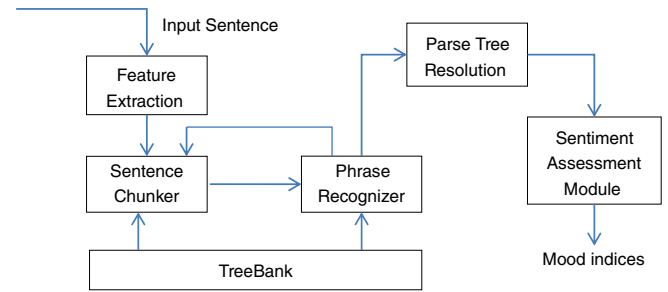 Input Sentence
Feature
Extraction
Sentence
Chunker
Phrase
Recognizer
TreeBank
Parse Tree
Resolution
Sentiment
Assessment
Module
Mood indices